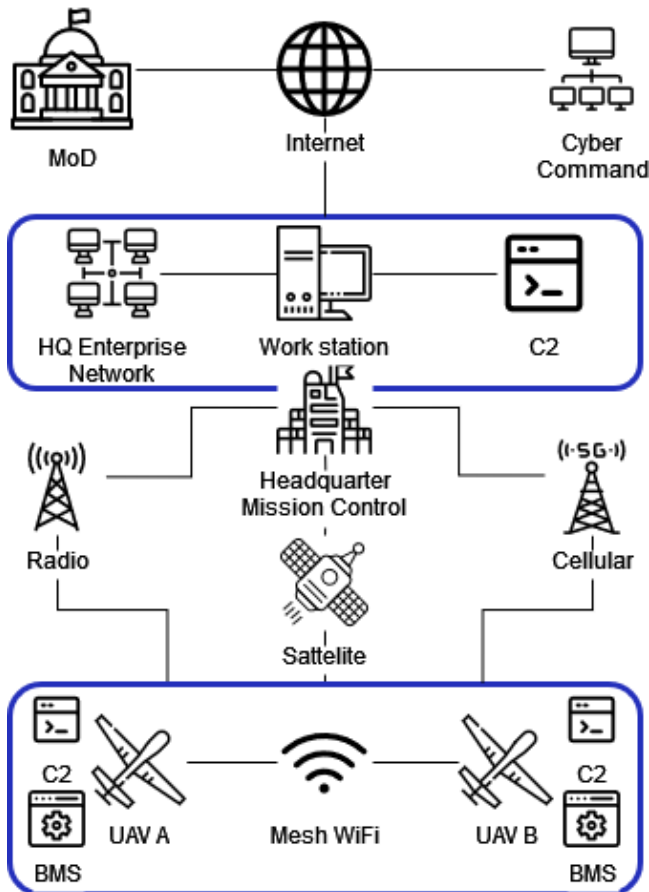 MoD
Internet
Cyber
Command
HQ Enterprise
Network
Work station
C2
Headquarter
Mission Control
Radio
((·5G·))
Cellular
Sattelite
C2
BMS
UAV A
Mesh WiFi
UAV B
C2
BMS